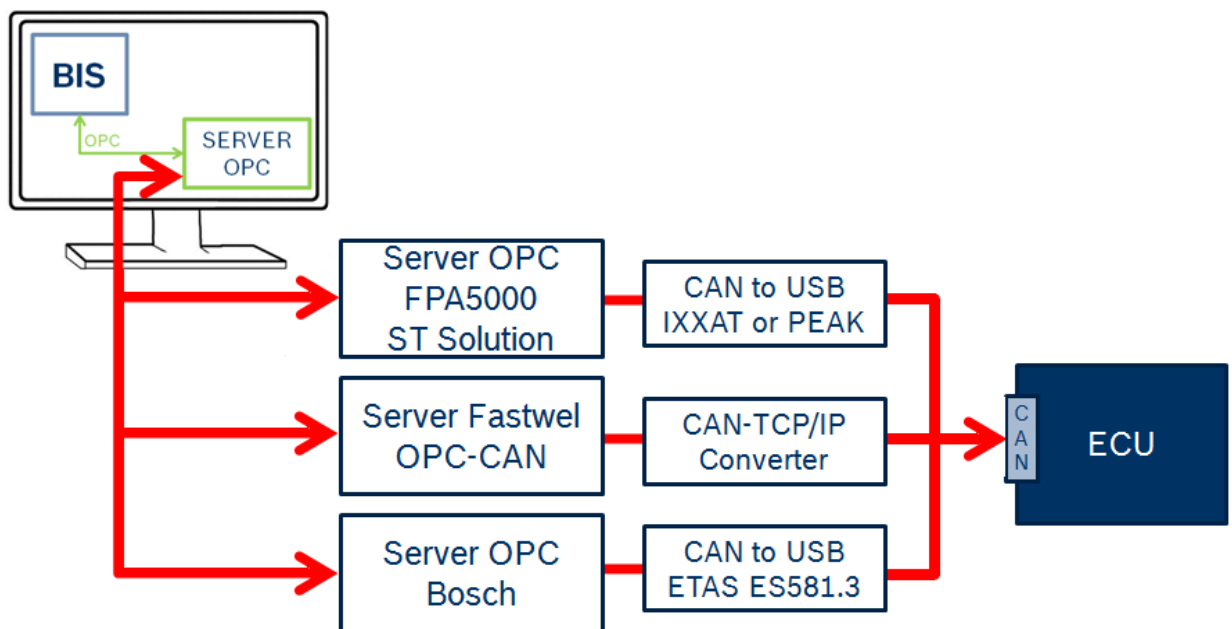 BIS
OPC
SERVER
OPC
Server OPC
FPA5000
ST Solution
CAN to USB
IXXAT or PEAK
Server Fastwel
OPC-CAN
CAN-TCP/IP
Converter
Server OPC
Bosch
CAN to USB
ETAS ES581.3
CAN
ECU